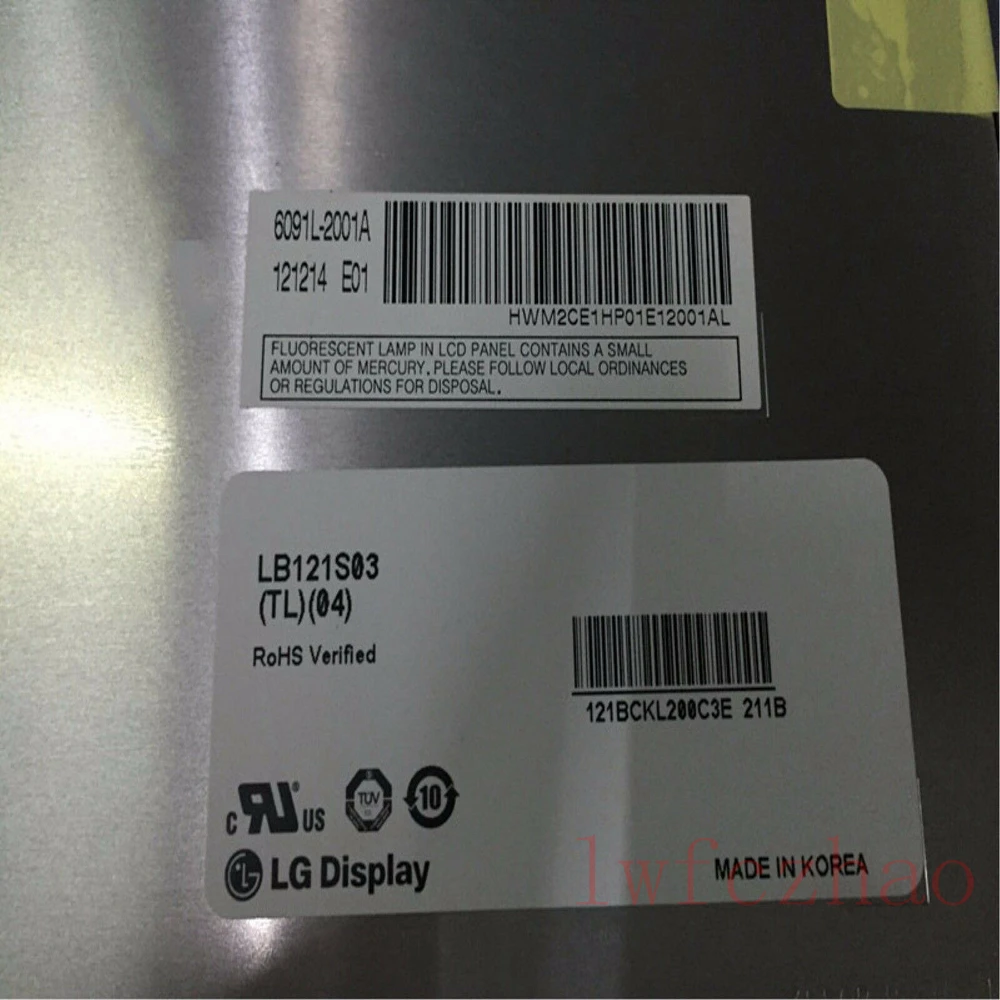 6091L-2001A
121214 E01
HWM2CE1HP01E12001AL
FLUORESCENT LAMP IN LCD PANEL CONTAINS A SMALL
AMOUNT OF MERCURY. PLEASE FOLLOW LOCAL ORDINANCES
OR REGULATIONS FOR DISPOSAL.
LB121S03
(TL)(04)
RoHS Verified
121BCKL200C3E 211B
c RU® US TÜV 10
LG Display
MADE IN KOREA
lwfczhao